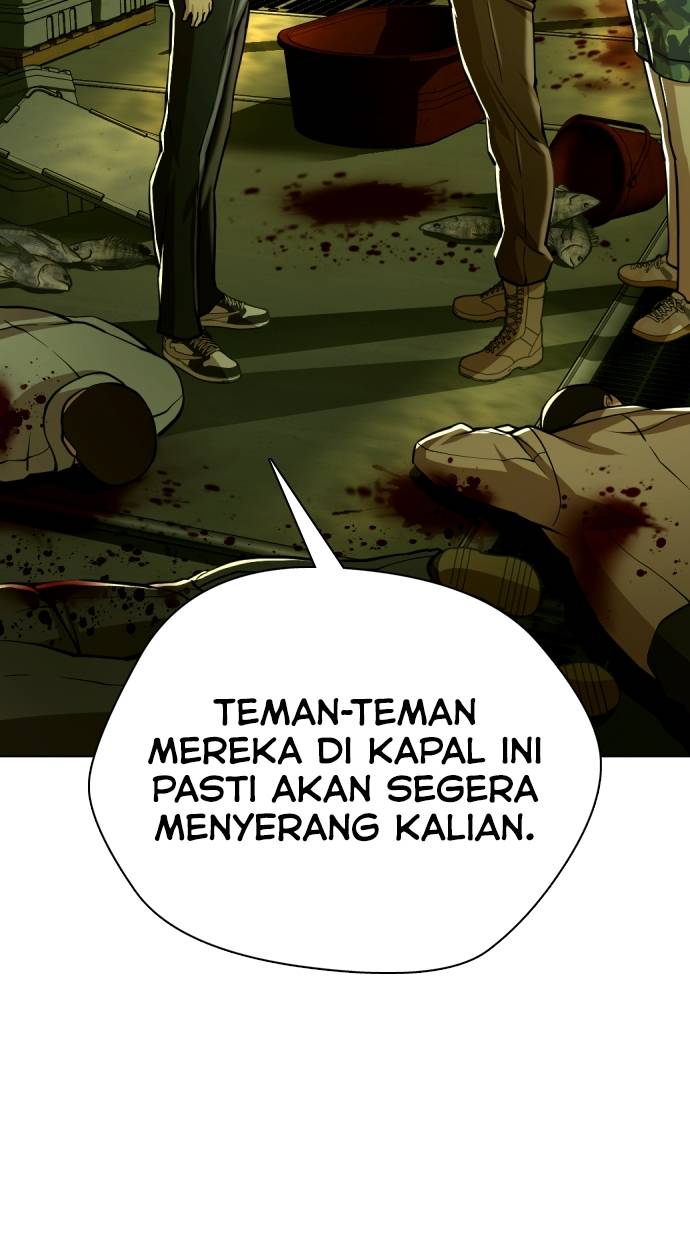 TEMAN-TEMAN
MEREKA DI KAPAL INI
PASTI AKAN SEGERA
MENYERANG KALIAN.